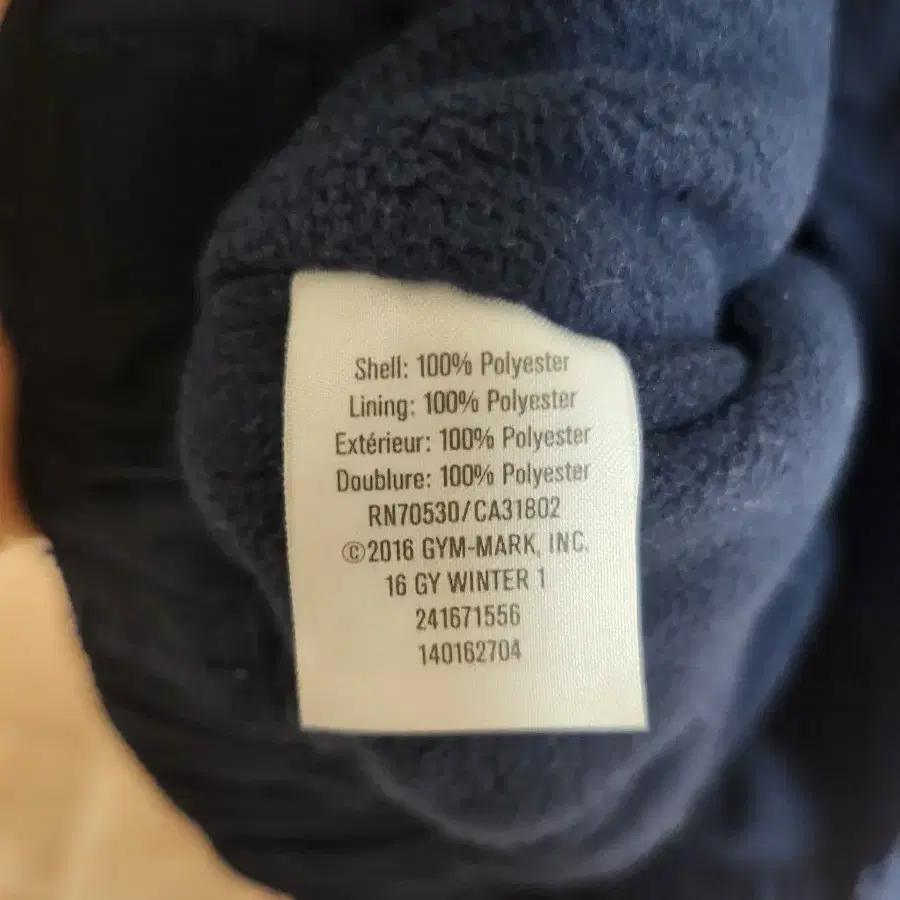 Shell: 100% Polyester
Lining: 100% Polyester
Extérieur: 100% Polyester
Doublure: 100% Polyester
RN70530/CA31802
©2016 GYM-MARK, INC.
16 GY WINTER 1
241671556
140162704